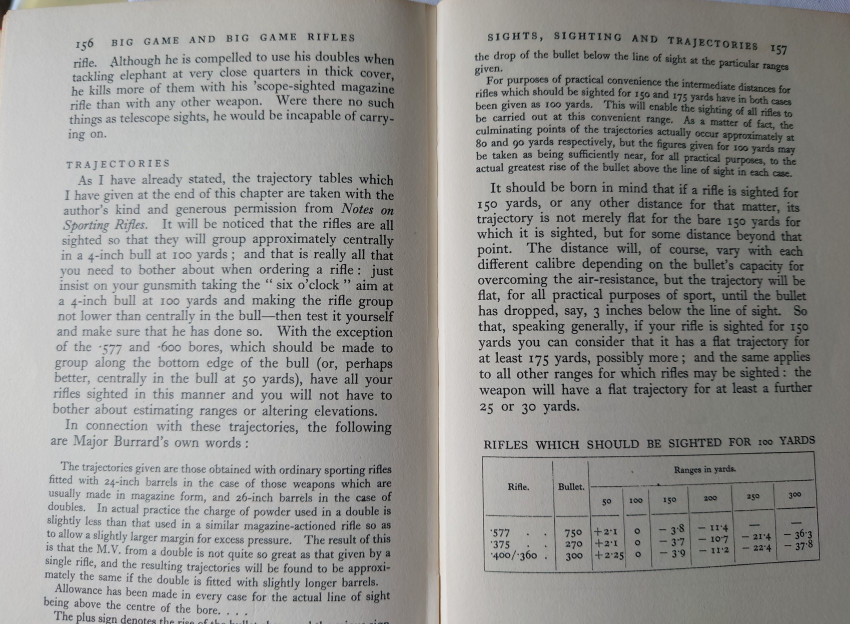 156 BIG GAME AND BIG GAME RIFLES
rifle. Although he is compelled to use his doubles when
tackling elephant at very close quarters in thick cover,
he kills more of them with his 'scope-sighted magazine
rifle than with any other weapon. Were there no such
things as telescope sights, he would be incapable of carry-
ing on.
TRAJECTORIES
As I have already stated, the trajectory tables which
I have given at the end of this chapter are taken with the
author's kind and generous permission from Notes on
Sporting Rifles. It will be noticed that the rifles are all
sighted so that they will group approximately centrally
in a 4-inch bull at 100 yards ; and that is really all that
you need to bother about when ordering a rifle : just
insist on your gunsmith taking the " six o'clock " aim at
a 4-inch bull at 100 yards and making the rifle group
not lower than centrally in the bull—then test it yourself
and make sure that he has done so. With the exception
of the ·577 and ·600 bores, which should be made to
group along the bottom edge of the bull (or, perhaps
better, centrally in the bull at 50 yards), have all your
rifles sighted in this manner and you will not have to
bother about estimating ranges or altering elevations.
In connection with these trajectories, the following
are Major Burrard's own words :
The trajectories given are those obtained with ordinary sporting rifles
fitted with 24-inch barrels in the case of those weapons which are
usually made in magazine form, and 26-inch barrels in the case of
doubles. In actual practice the charge of powder used in a double is
slightly less than that used in a similar magazine-actioned rifle so as
to allow a slightly larger margin for excess pressure. The result of this
is that the M.V. from a double is not quite so great as that given by a
single rifle, and the resulting trajectories will be found to be approxi-
mately the same if the double is fitted with slightly longer barrels.
Allowance has been made in every case for the actual line of sight
being above the centre of the bore. . . .
The plus sign denotes the rise of the bullet
SIGHTS, SIGHTING AND TRAJECTORIES 157
the drop of the bullet below the line of sight at the particular ranges
given.
For purposes of practical convenience the intermediate distances for
rifles which should be sighted for 150 and 175 yards have in both cases
been given as 100 yards. This will enable the sighting of all rifles to
be carried out at this convenient range. As a matter of fact, the
culminating points of the trajectories actually occur approximately at
80 and 90 yards respectively, but the figures given for 100 yards may
be taken as being sufficiently near, for all practical purposes, to the
actual greatest rise of the bullet above the line of sight in each case.
It should be born in mind that if a rifle is sighted for
150 yards, or any other distance for that matter, its
trajectory is not merely flat for the bare 150 yards for
which it is sighted, but for some distance beyond that
point. The distance will, of course, vary with each
different calibre depending on the bullet's capacity for
overcoming the air-resistance, but the trajectory will be
flat, for all practical purposes of sport, until the bullet
has dropped, say, 3 inches below the line of sight. So
that, speaking generally, if your rifle is sighted for 150
yards you can consider that it has a flat trajectory for
at least 175 yards, possibly more ; and the same applies
to all other ranges for which rifles may be sighted : the
weapon will have a flat trajectory for at least a further
25 or 30 yards.
RIFLES WHICH SHOULD BE SIGHTED FOR 100 YARDS
Rifle. Bullet. Ranges in yards.
50 100 150 200 250 300
·577 . . 750 +2·1 0 − 3·8 − 11·4 — —
·375 . . 270 +2·1 0 − 3·7 − 10·7 − 21·4 − 36·3
·400/·360 . 300 +2·25 0 − 3·9 − 11·2 − 22·4 − 37·8